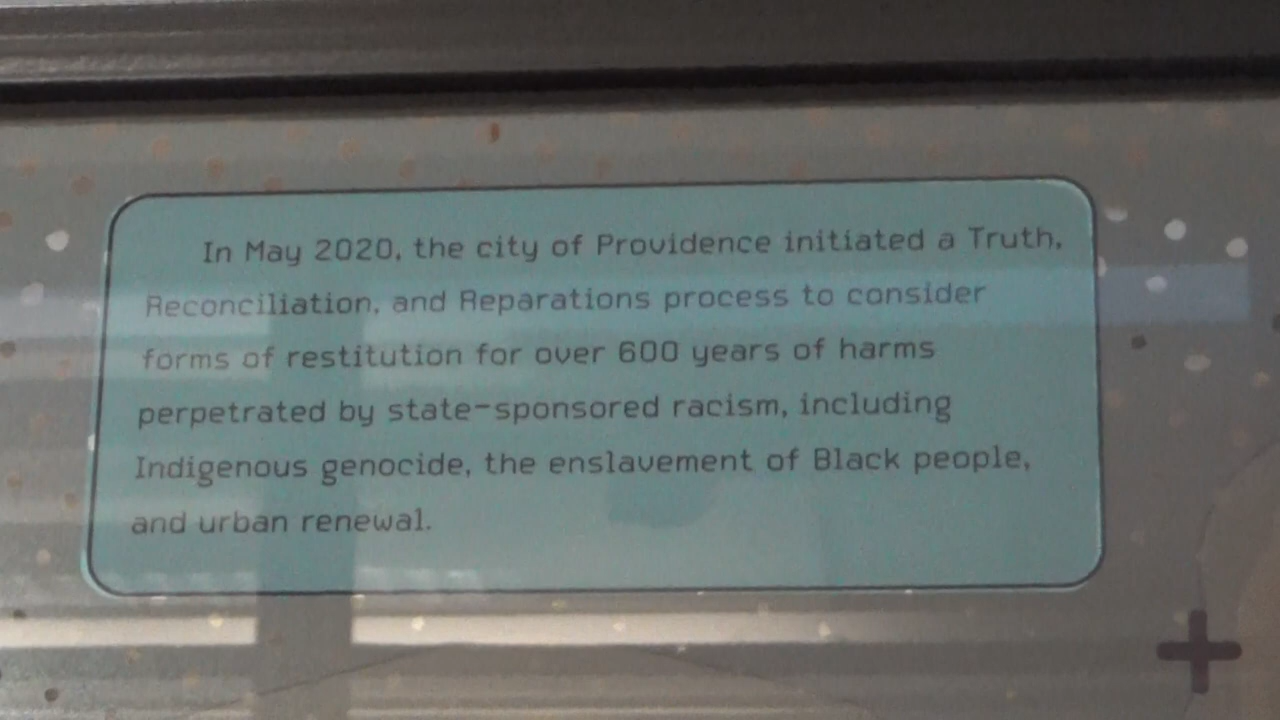 In May 2020, the city of Providence initiated a Truth,
Reconciliation, and Reparations process to consider
forms of restitution for over 600 years of harms
perpetrated by state-sponsored racism, including
Indigenous genocide, the enslavement of Black people,
and urban renewal.